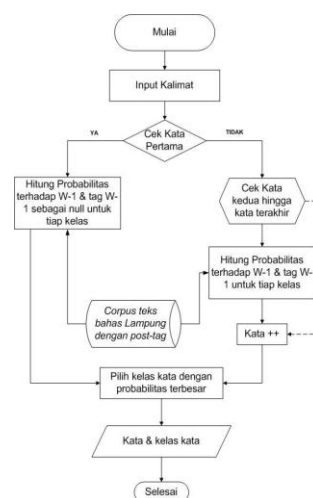 Mulai
Input Kalimat
YA
Cek Kata
Pertama
TIDAK
Hitung Probabilitas
terhadap W-1 & tag W-
1 sebagai null untuk
tiap kelas
Cek Kata
kedua hingga
kata terakhir
Hitung Probabilitas
terhadap W-1 & tag W-
1 untuk tiap kelas
Corpus teks
bahas Lampung
dengan post-tag
Kata ++
Pilih kelas kata dengan
probabilitas terbesar
Kata & kelas kata
Selesai